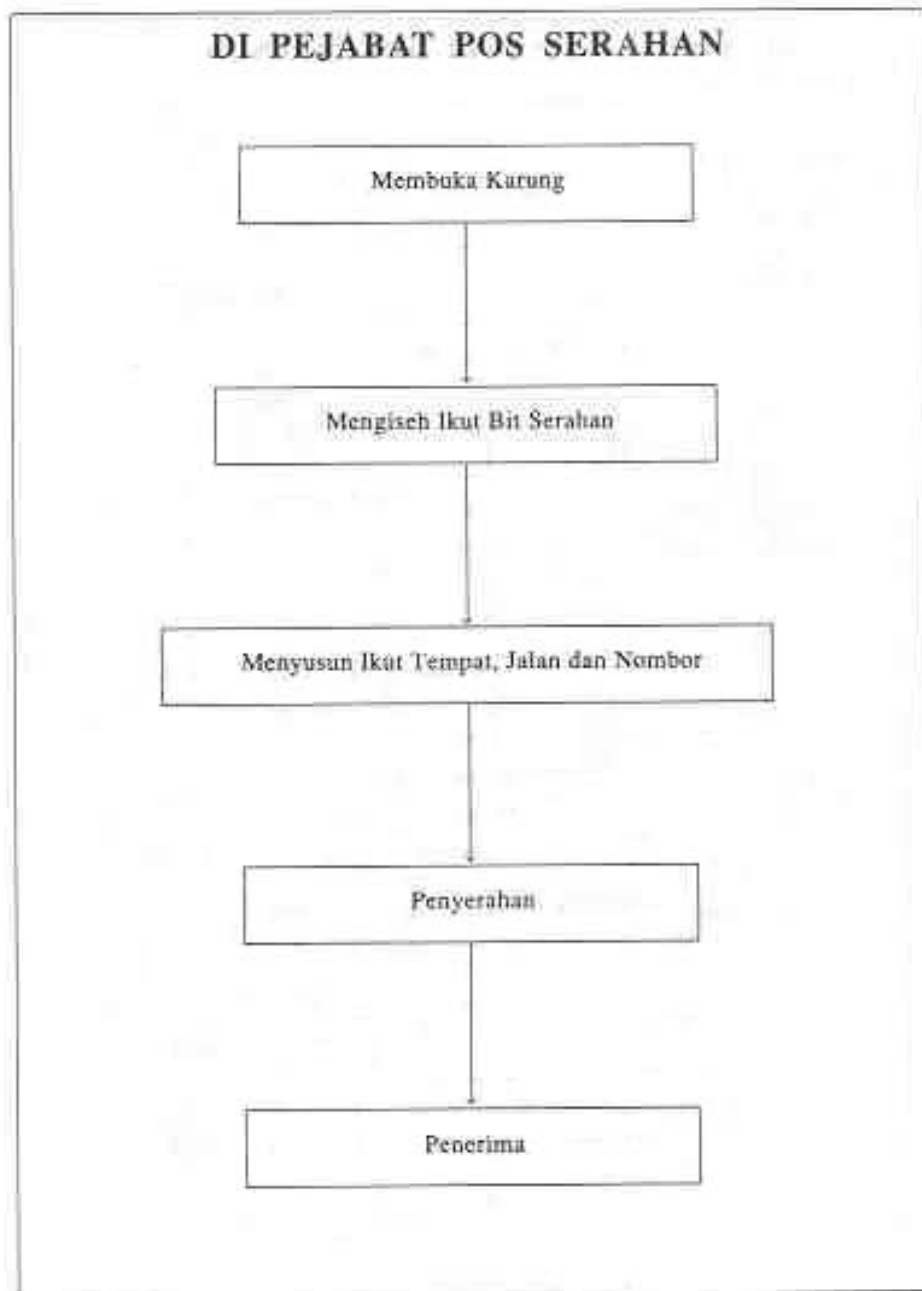 DI PEJABAT POS SERAHAN
Membuka Karung
Mengiseh Ikut Bit Serahan
Menyusun Ikut Tempat, Jalan dan Nombor
Penyerahan
Penerima